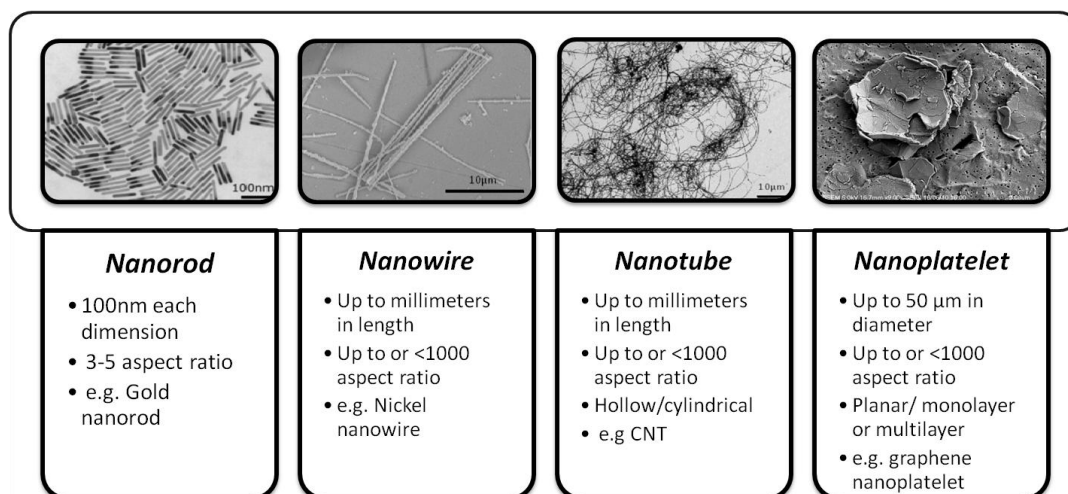 100nm
10µm
10µm
Nanorod
• 100nm each
dimension
• 3-5 aspect ratio
• e.g. Gold
nanorod
Nanowire
• Up to millimeters
in length
• Up to or <1000
aspect ratio
• e.g. Nickel
nanowire
Nanotube
• Up to millimeters
in length
• Up to or <1000
aspect ratio
• Hollow/cylindrical
• e.g CNT
Nanoplatelet
• Up to 50 µm in
diameter
• Up to or <1000
aspect ratio
• Planar/ monolayer
or multilayer
• e.g. graphene
nanoplatelet